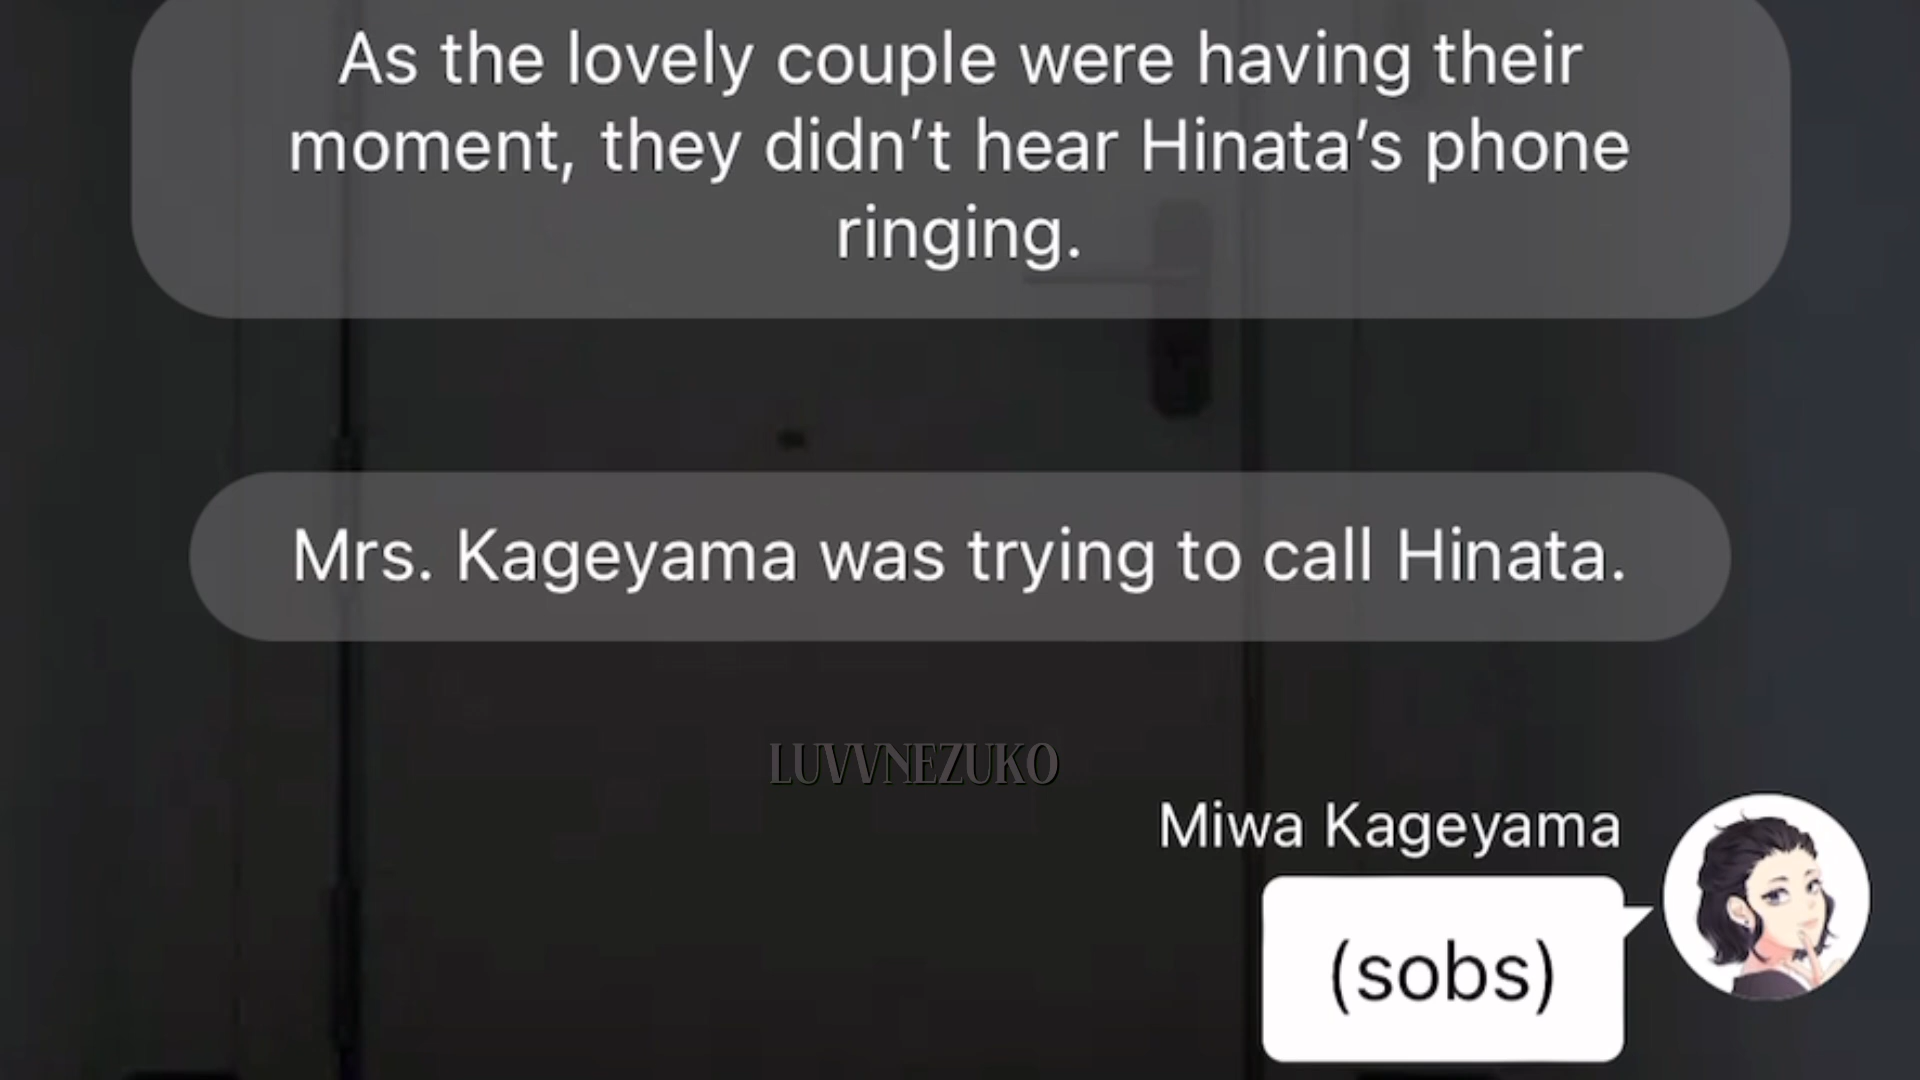 As the lovely couple were having their
moment, they didn’t hear Hinata’s phone
ringing.
Mrs. Kageyama was trying to call Hinata.
LUVVNEZUKO
Miwa Kageyama
(sobs)